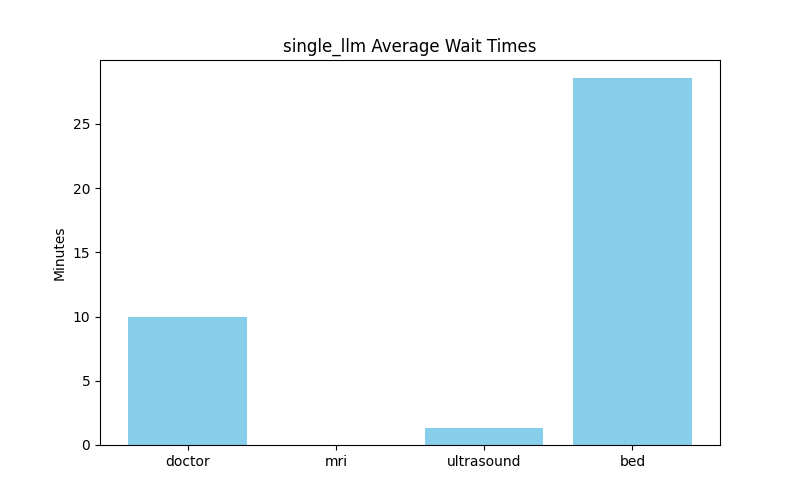 single_llm Average Wait Times
Minutes
25
20
15
10
5
0
doctor
mri
ultrasound
bed